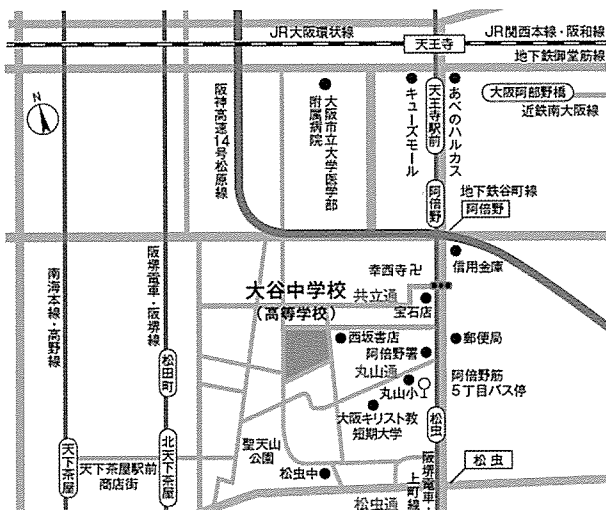 JR大阪環状線
天王寺
JR関西本線・阪和線
地下鉄御堂筋線
N
阪神高速14号松原線
大阪市立大学医学部
附属病院
キューズモール
天王寺駅前
あべのハルカス
大阪阿部野橋
近鉄南大阪線
阿倍野
地下鉄谷町線
阿倍野
南海本線・高野線
阪堺電車・阪堺線
幸西寺卍
信用金庫
大谷中学校
(高等学校)
共立通
宝石店
西坂書店
郵便局
阿倍野署
丸山通
松田町
丸山小
阿倍野筋
5丁目バス停
大阪キリスト教
短期大学
松虫
聖天山
公園
天下茶屋
天下茶屋駅前
商店街
北天下茶屋
松虫中
阪堺電車・
上町線
松虫
松虫通